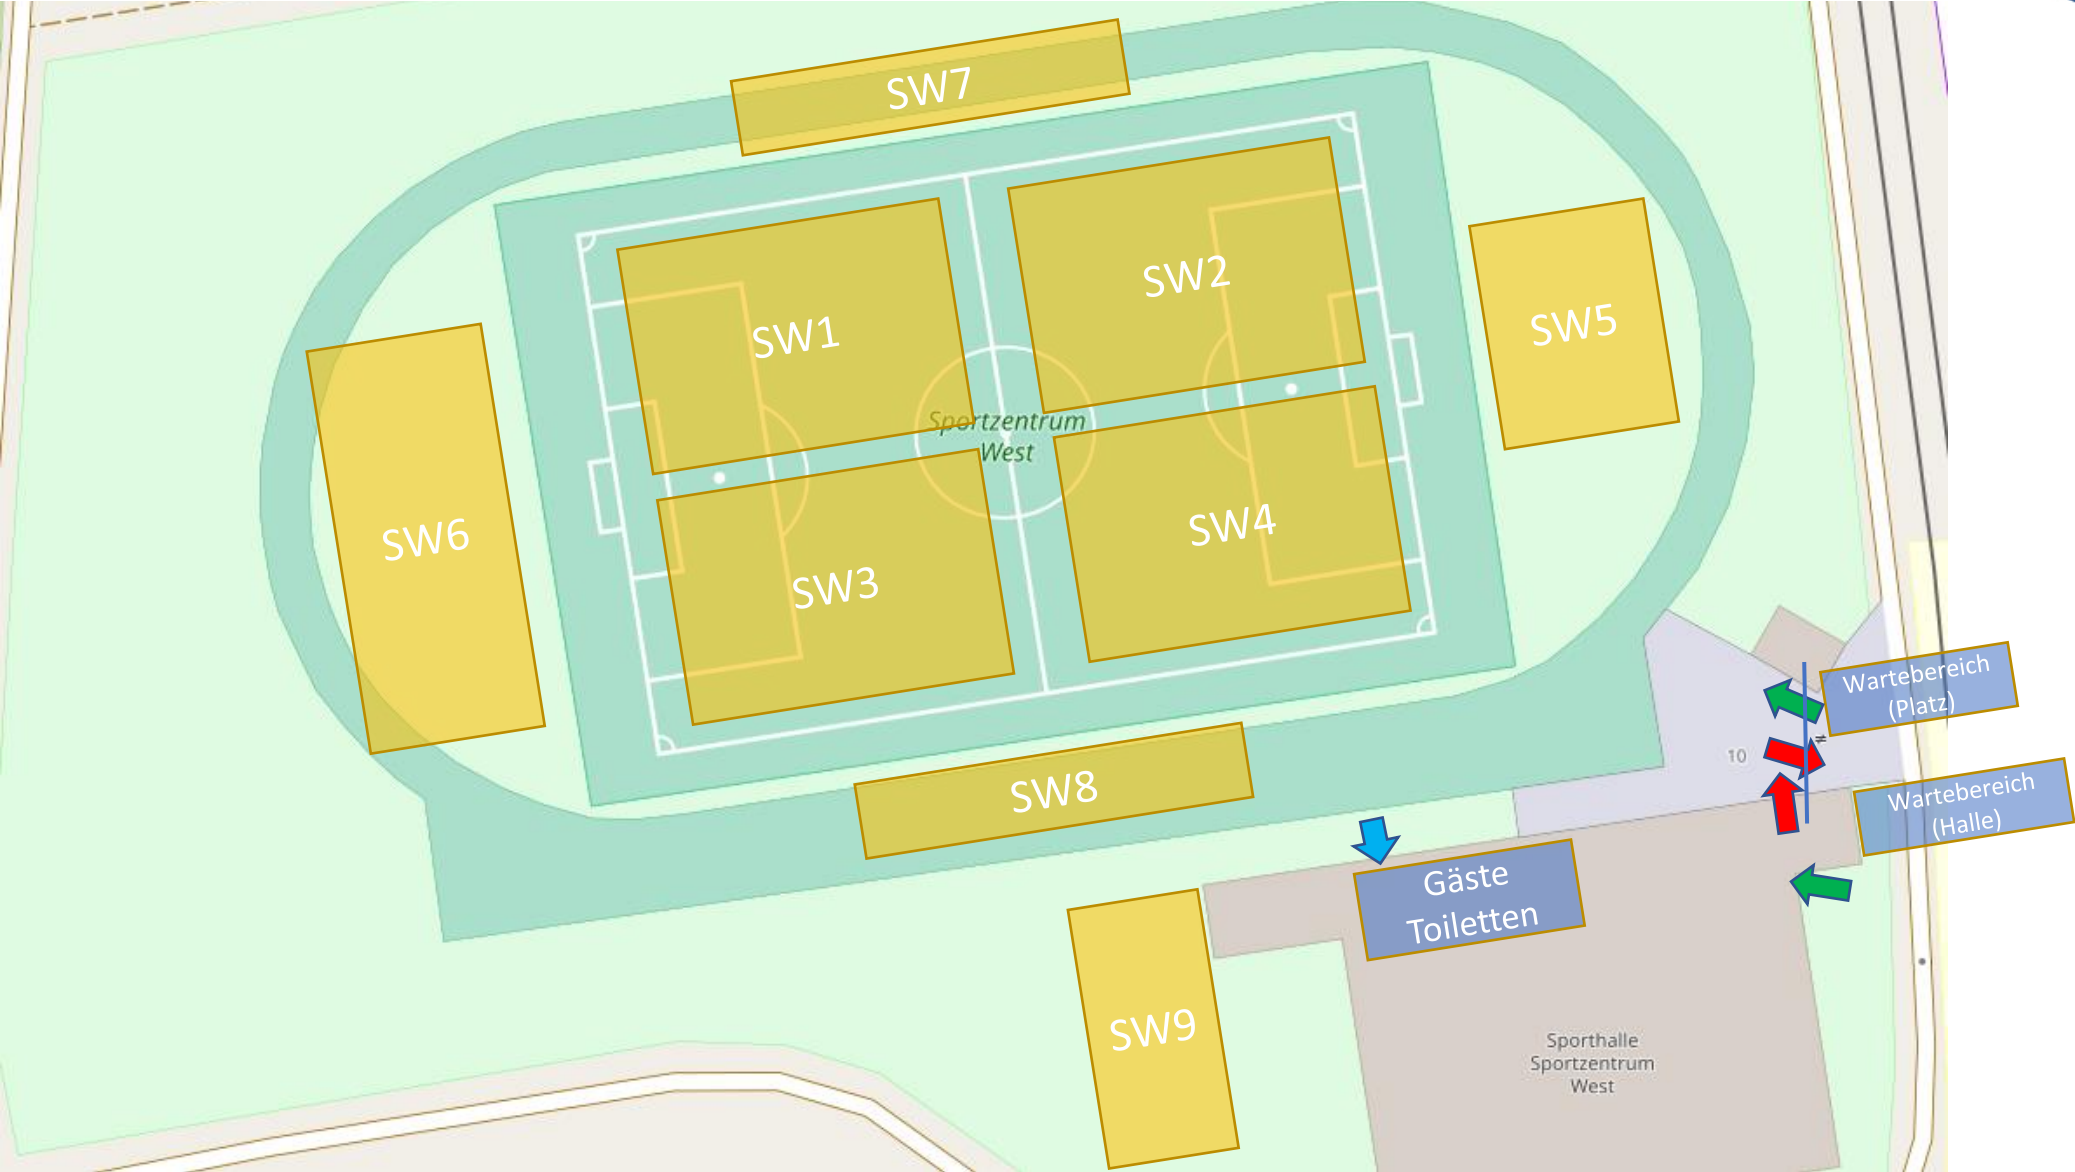 SW7
SW2
SW1
SW5
Sportzentrum
West
SW6
SW4
SW3
Wartebereich
(Platz)
≠
10
SW8
Wartebereich
(Halle)
Gäste
Toiletten
SW9
Sporthalle
Sportzentrum
West